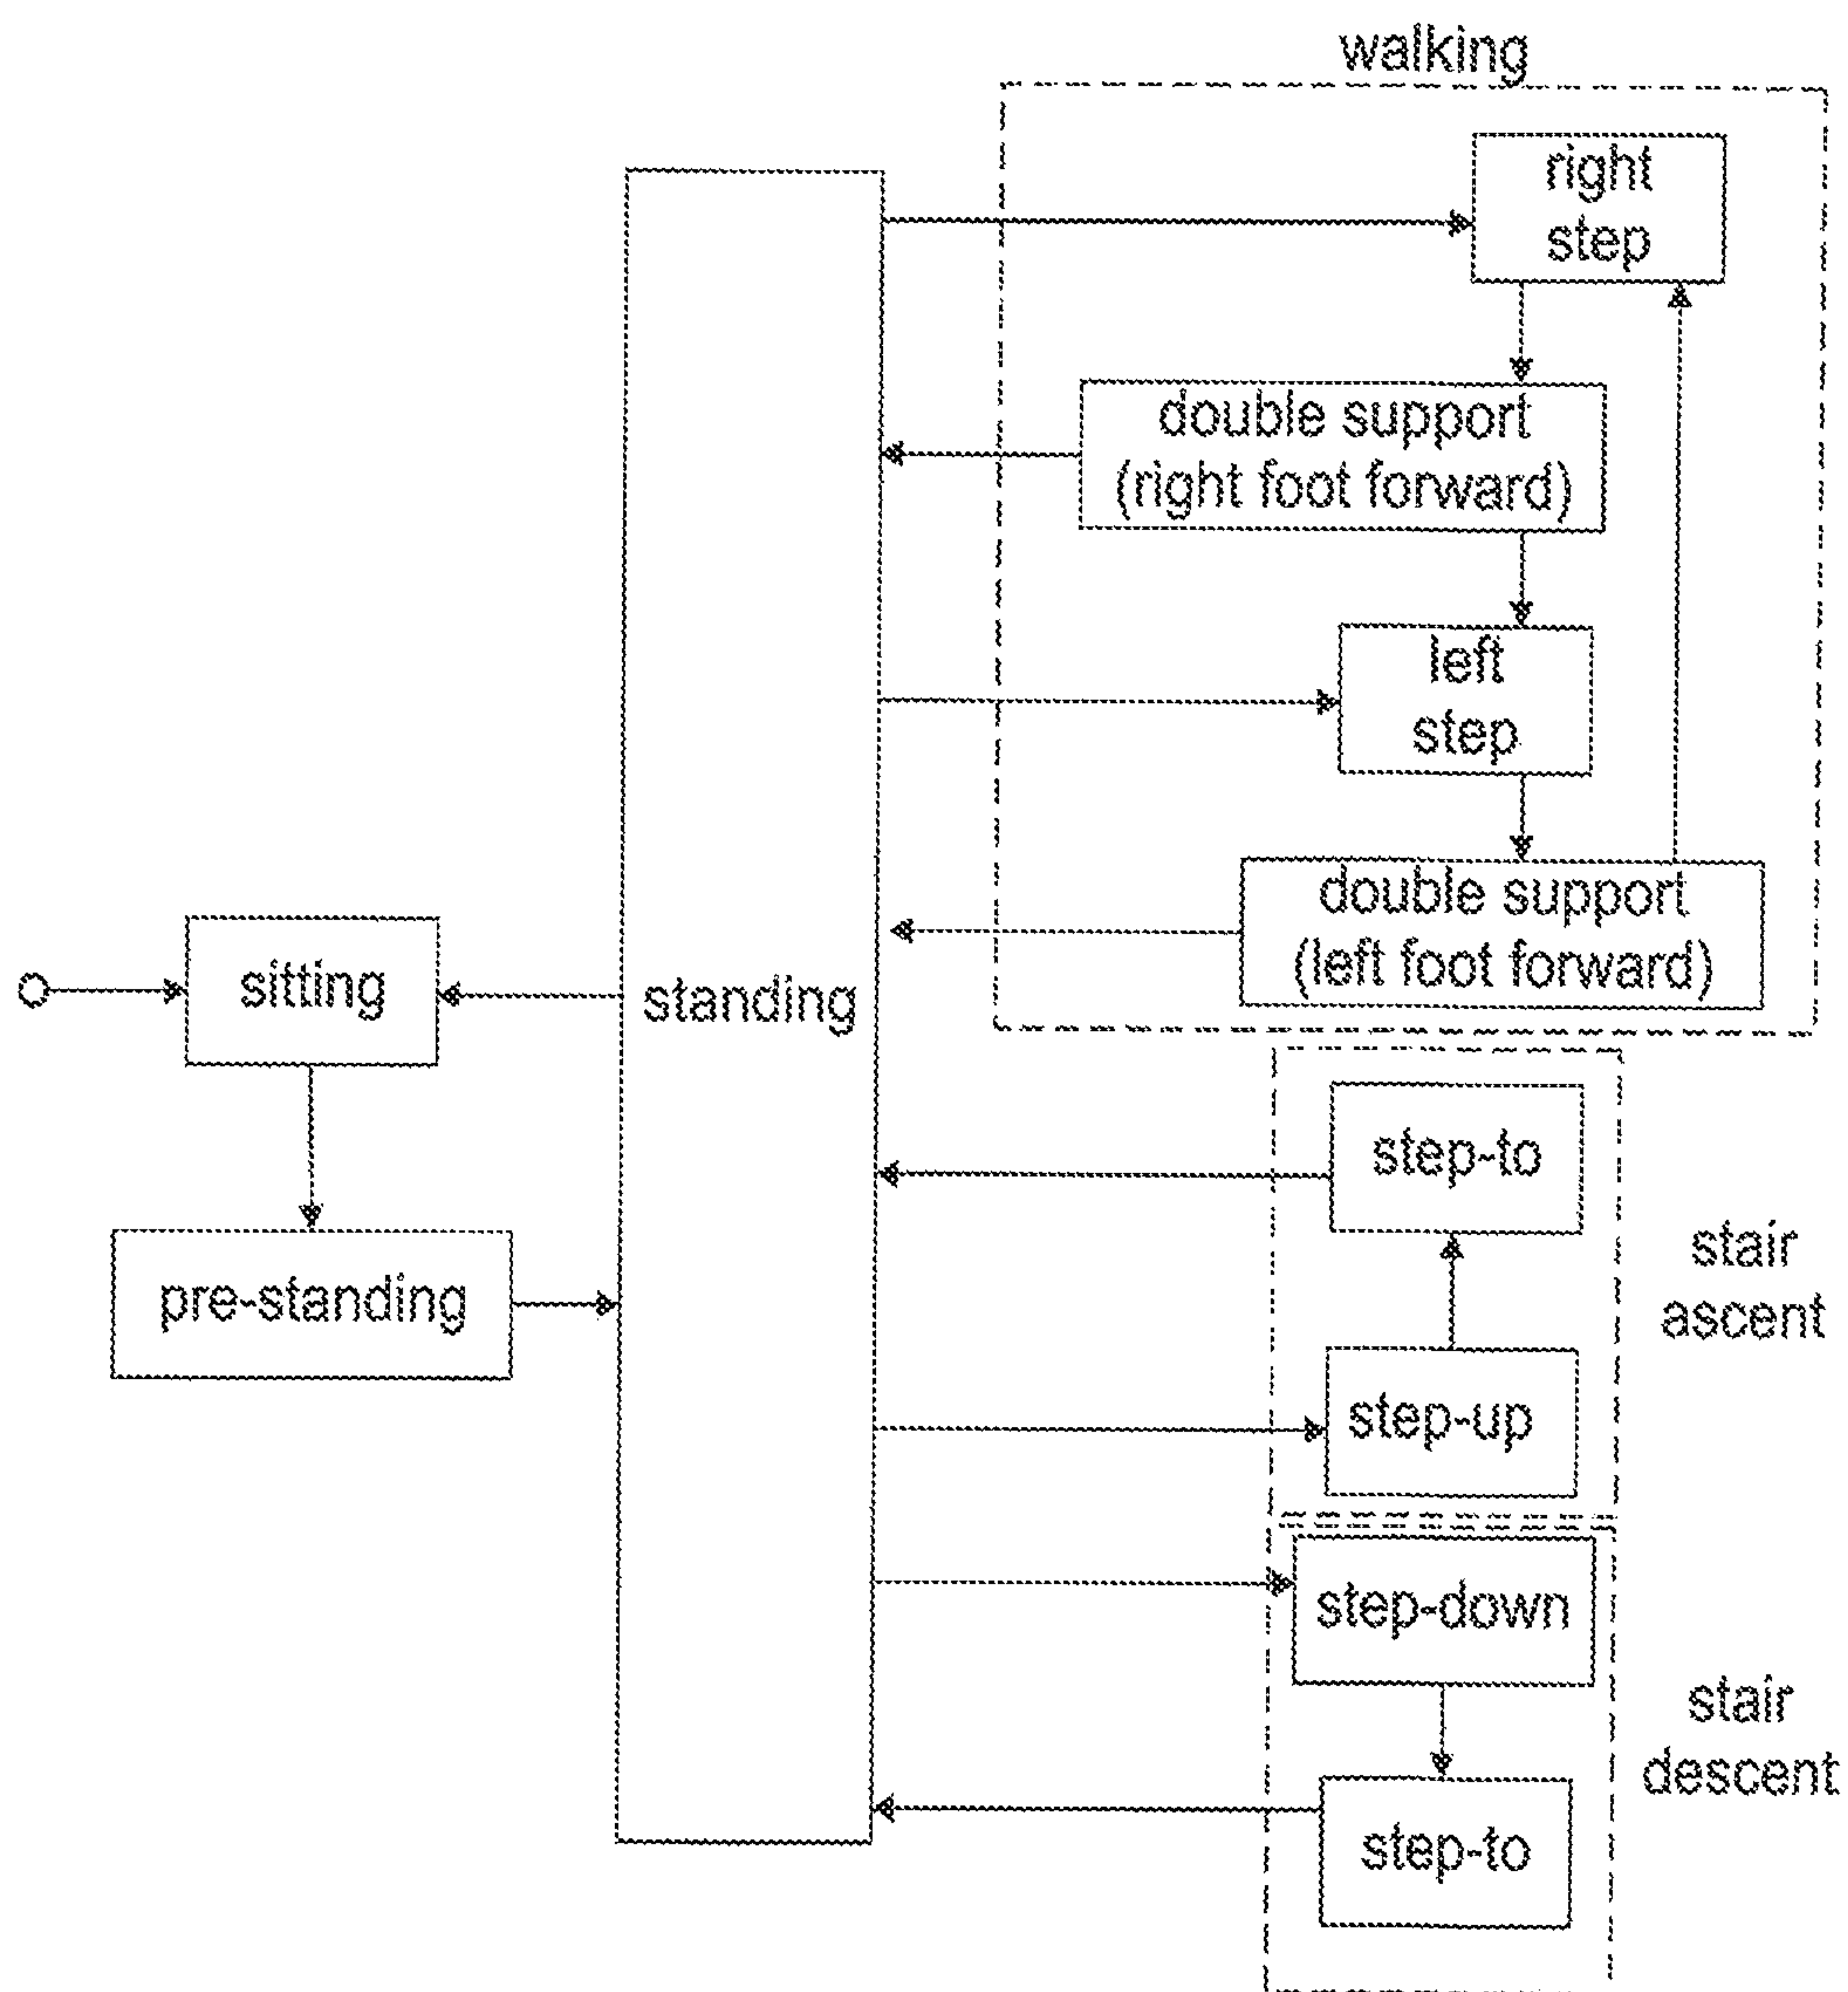 walking
right
step
double support
(right foot forward)
left
step
double support
(left foot forward)
sitting
standing
step-to
pre-standing
stair
ascent
step-up
step-down
stair
descent
step-to